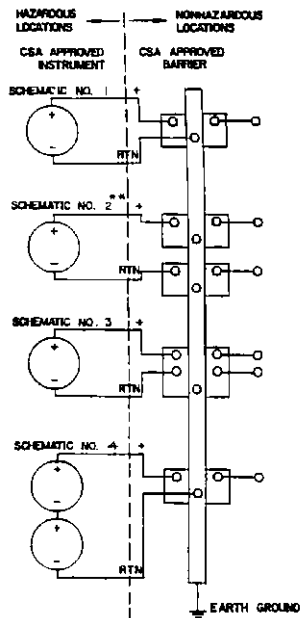 HAZARDOUS LOCATIONS
NONHAZARDOUS LOCATIONS
CSA APPROVED INSTRUMENT
CSA APPROVED BARRIER
SCHEMATIC NO. 1 +
+
-
RTN
SCHEMATIC NO. 2** +
+
-
RTN
SCHEMATIC NO. 3 +
+
-
RTN
SCHEMATIC NO. 4 +
+
-
+
-
RTN
EARTH GROUND